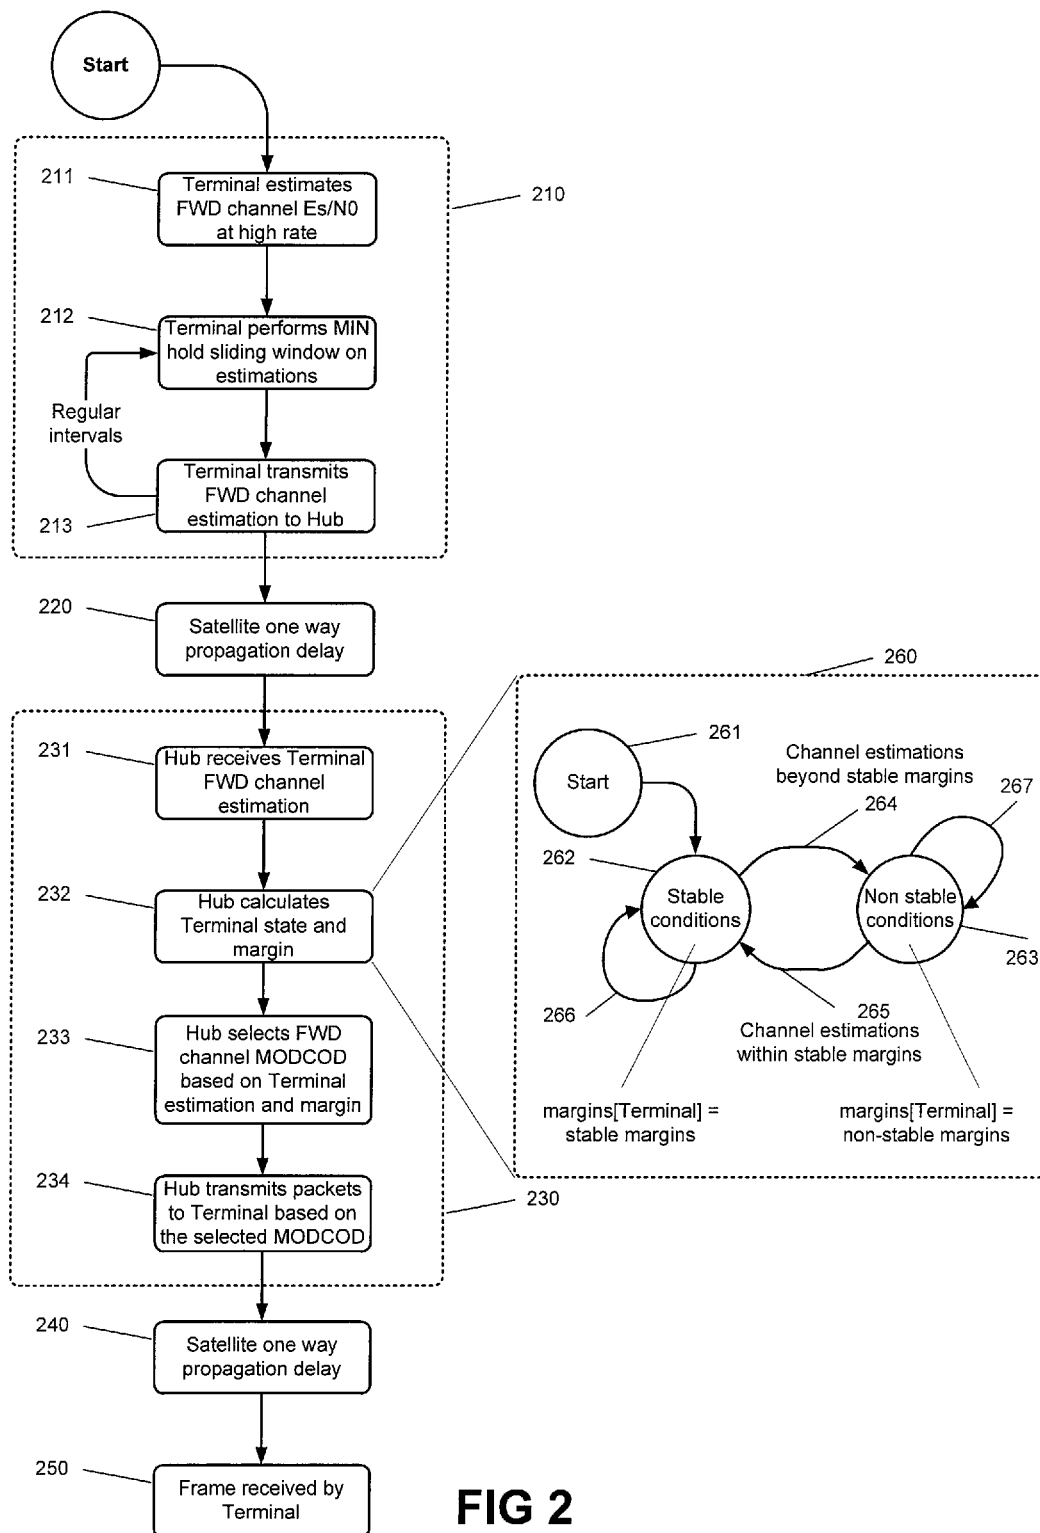 Start
211
Terminal estimates
FWD channel Es/N0
at high rate
210
212
Terminal performs MIN
hold sliding window on
estimations
Regular
intervals
Terminal transmits
FWD channel
estimation to Hub
213
220
Satellite one way
propagation delay
231
Hub receives Terminal
FWD channel
estimation
232
Hub calculates
Terminal state and
margin
233
Hub selects FWD
channel MODCOD
based on Terminal
estimation and margin
234
Hub transmits packets
to Terminal based on
the selected MODCOD
230
240
Satellite one way
propagation delay
250
Frame received by
Terminal
260
261
Start
Channel estimations
beyond stable margins
264
267
262
Stable
conditions
Non stable
conditions
263
266
265
Channel estimations
within stable margins
margins[Terminal] =
stable margins
margins[Terminal] =
non-stable margins
FIG 2